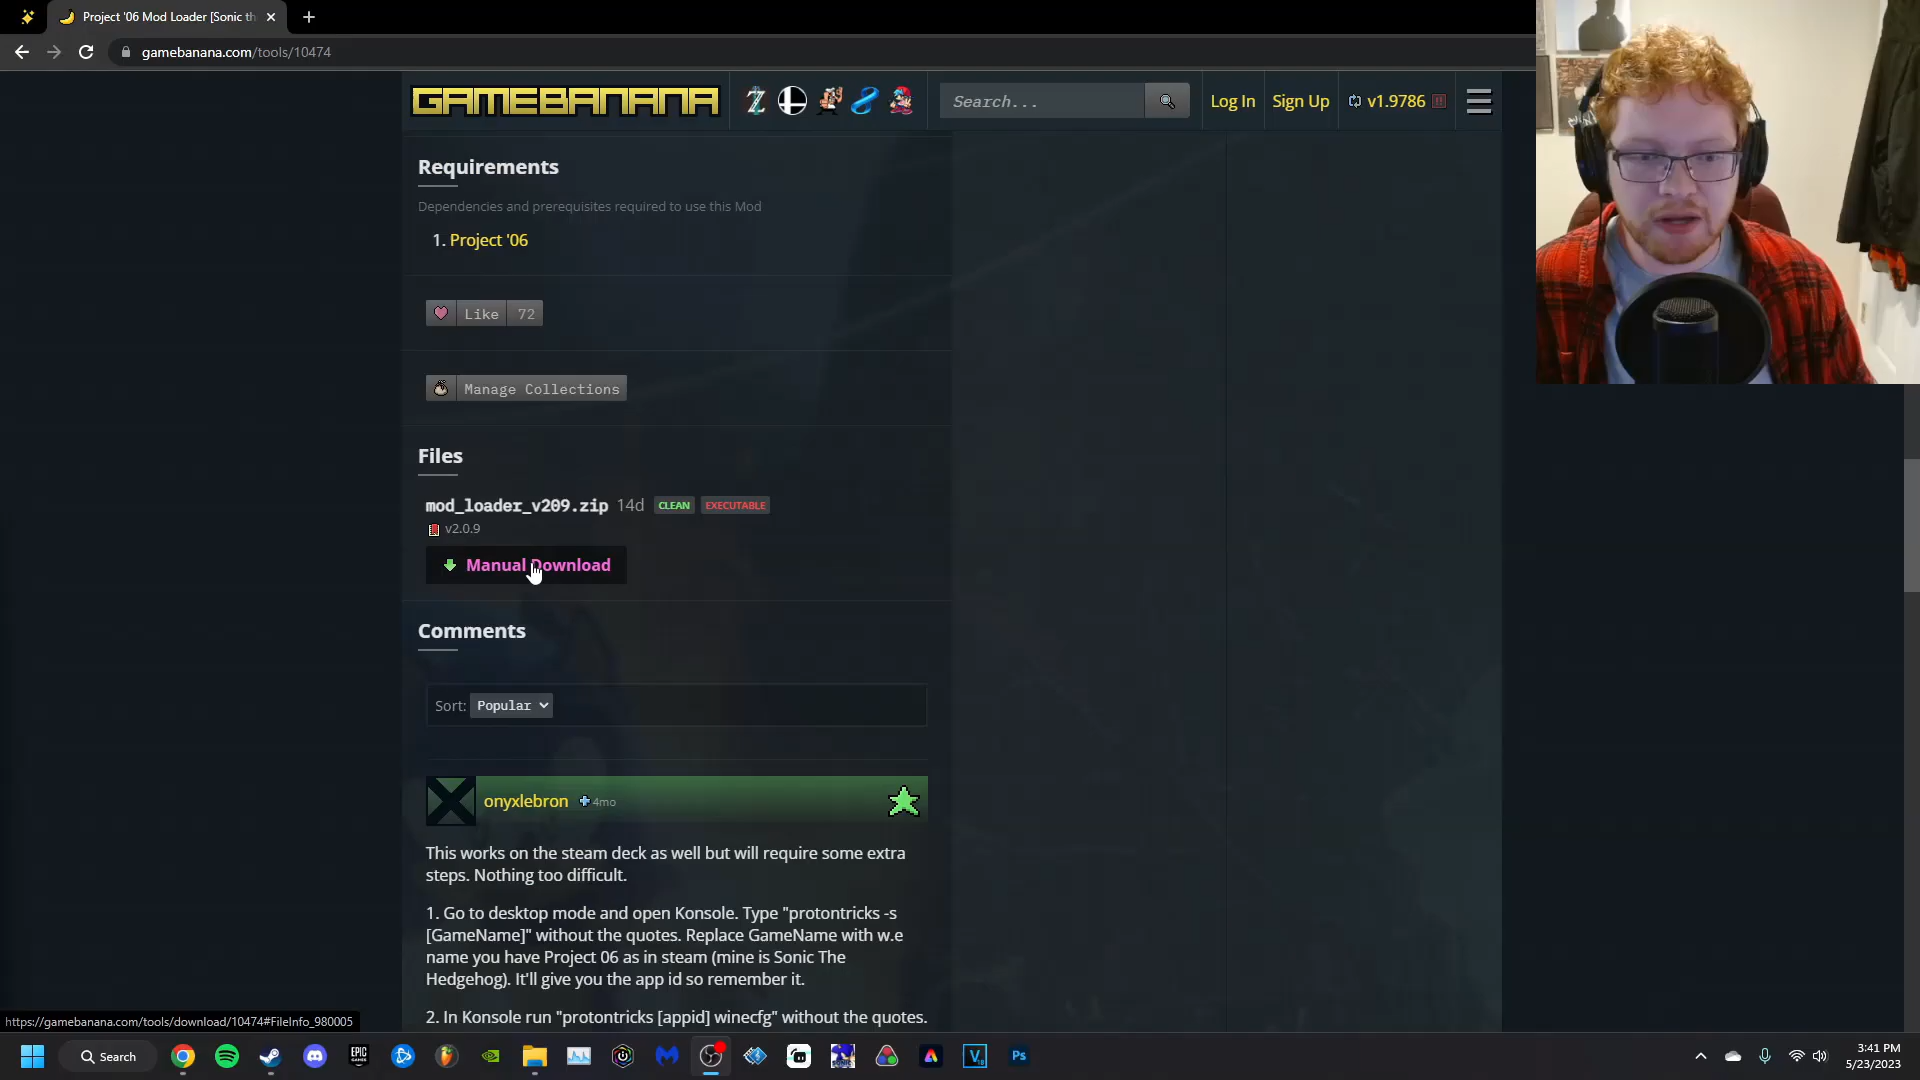 Project '06 Mod Loader [Sonic th
gamebanana.com/tools/10474
GAMEBANANA
Search...
Log In
Sign Up
v1.9786
Requirements
Dependencies and prerequisites required to use this Mod
1. Project '06
Like 72
Manage Collections
Files
mod_loader_v209.zip 14d CLEAN EXECUTABLE
v2.0.9
Manual Download
Comments
Sort: Popular
onyxlebron 4mo
This works on the steam deck as well but will require some extra
steps. Nothing too difficult.
1. Go to desktop mode and open Konsole. Type "protontricks -s
[GameName]" without the quotes. Replace GameName with w.e
name you have Project 06 as in steam (mine is Sonic The
Hedgehog). It'll give you the app id so remember it.
2. In Konsole run "protontricks [appid] winecfg" without the quotes.
https://gamebanana.com/tools/download/10474#FileInfo_980005
Search
EPIC
GAMES
Ps
3:41 PM
5/23/2023